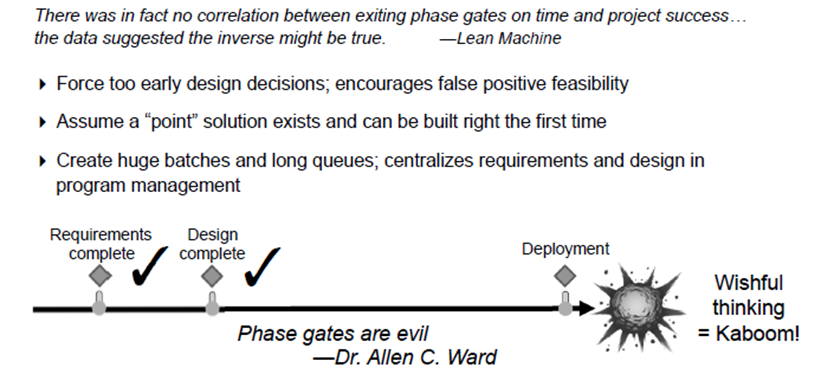 There was in fact no correlation between exiting phase gates on time and project success…
the data suggested the inverse might be true. —Lean Machine
Force too early design decisions; encourages false positive feasibility
Assume a “point” solution exists and can be built right the first time
Create huge batches and long queues; centralizes requirements and design in
program management
Requirements
complete
Design
complete
Deployment
Wishful
thinking
= Kaboom!
Phase gates are evil
—Dr. Allen C. Ward